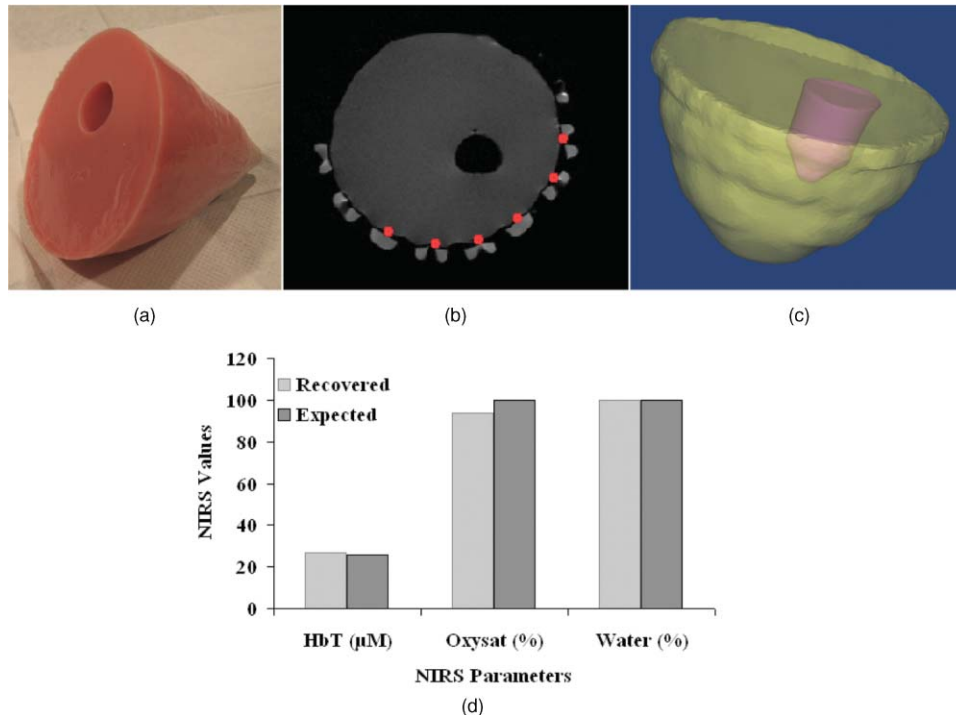 (a)
(b)
(c)
120
100
80
60
40
20
0
NIRS Values
Recovered
Expected
HbT (µM)
Oxysat (%)
Water (%)
NIRS Parameters
(d)